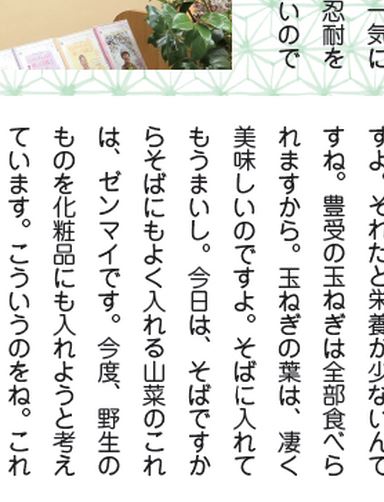 一気に
忍耐を
いので
すよ。それだと栄養が少ないんで
すね。豊受の玉ねぎは全部食べら
れますから。玉ねぎの葉は、凄く
美味しいのですよ。そばに入れて
もうまいし。今日は、そばですか
らそばにもよく入れる山菜のこれ
は、ゼンマイです。今度、野生の
ものを化粧品にも入れようと考え
ています。こういうのをね。これ